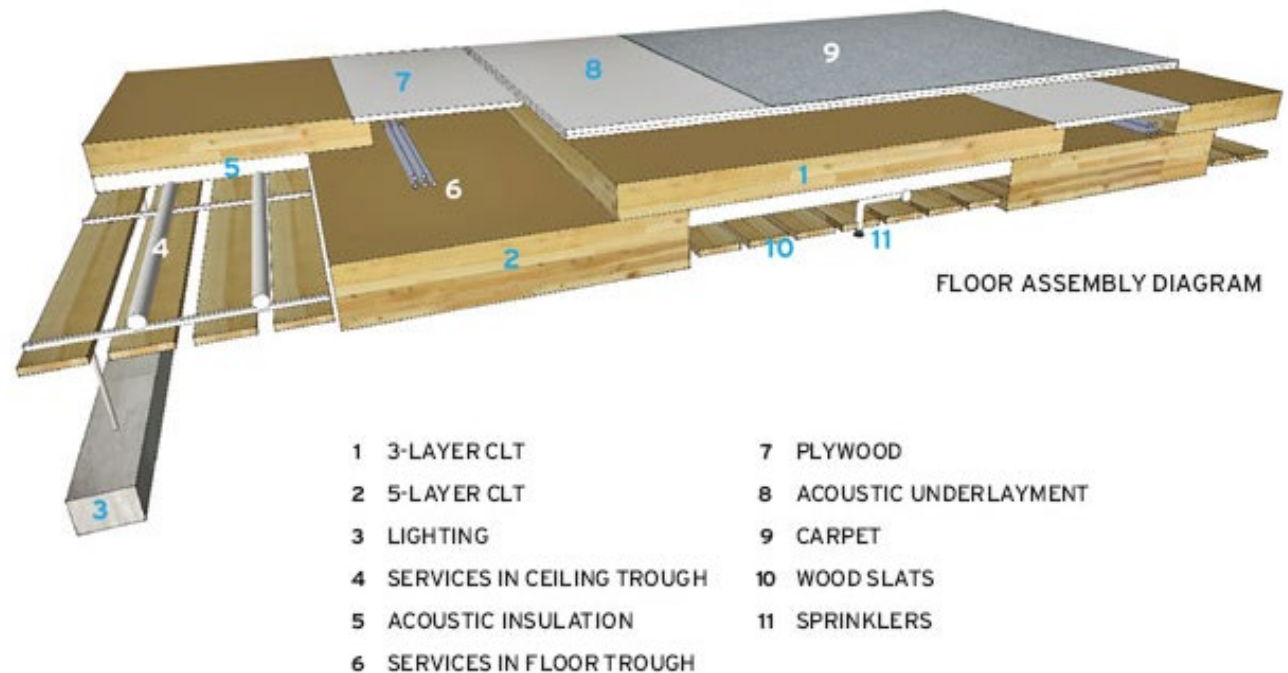 9
7
8
5
1
6
4
2
10
11
FLOOR ASSEMBLY DIAGRAM
3
1 3-LAYER CLT
2 5-LAYER CLT
3 LIGHTING
4 SERVICES IN CEILING TROUGH
5 ACOUSTIC INSULATION
6 SERVICES IN FLOOR TROUGH
7 PLYWOOD
8 ACOUSTIC UNDERLAYMENT
9 CARPET
10 WOOD SLATS
11 SPRINKLERS